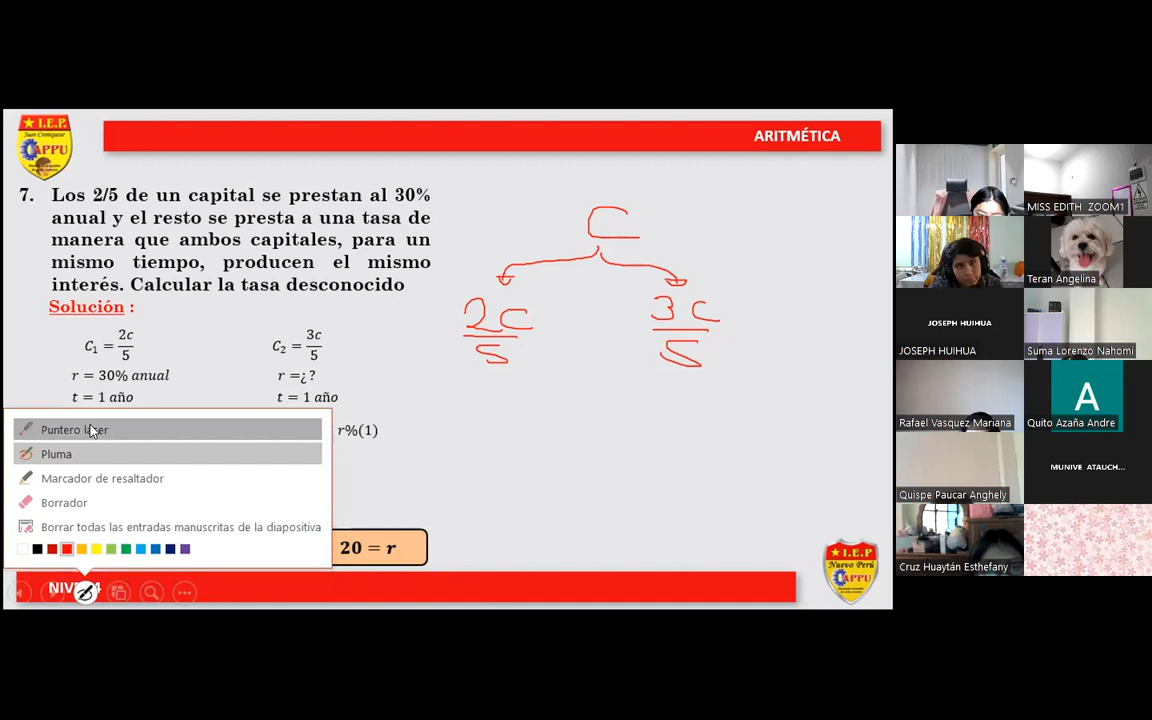 I.E.P.
Juan Croniqueur
CAPPU
ARITMÉTICA
7. Los 2/5 de un capital se prestan al 30%
anual y el resto se presta a una tasa de
manera que ambos capitales, para un
mismo tiempo, producen el mismo
interés. Calcular la tasa desconocido
Solución :
C₁ = 2c/5
C₂ = 3c/5
r = 30% anual
r =¿?
t = 1 año
t = 1 año
r%(1)
20 = r
C
2C/5
3C/5
Puntero láser
Pluma
Marcador de resaltador
Borrador
Borrar todas las entradas manuscritas de la diapositiva
I.E.P
Nuevo Perú
CAPPU
MISS EDITH ZOOM1
Teran Angelina
JOSEPH HUIHUA
JOSEPH HUIHUA
Suma Lorenzo Nahomi
A
Rafael Vasquez Mariana
Quito Azaña Andre
MUNIVE ATAUCH...
Quispe Paucar Anghely
Cruz Huaytán Esthefany